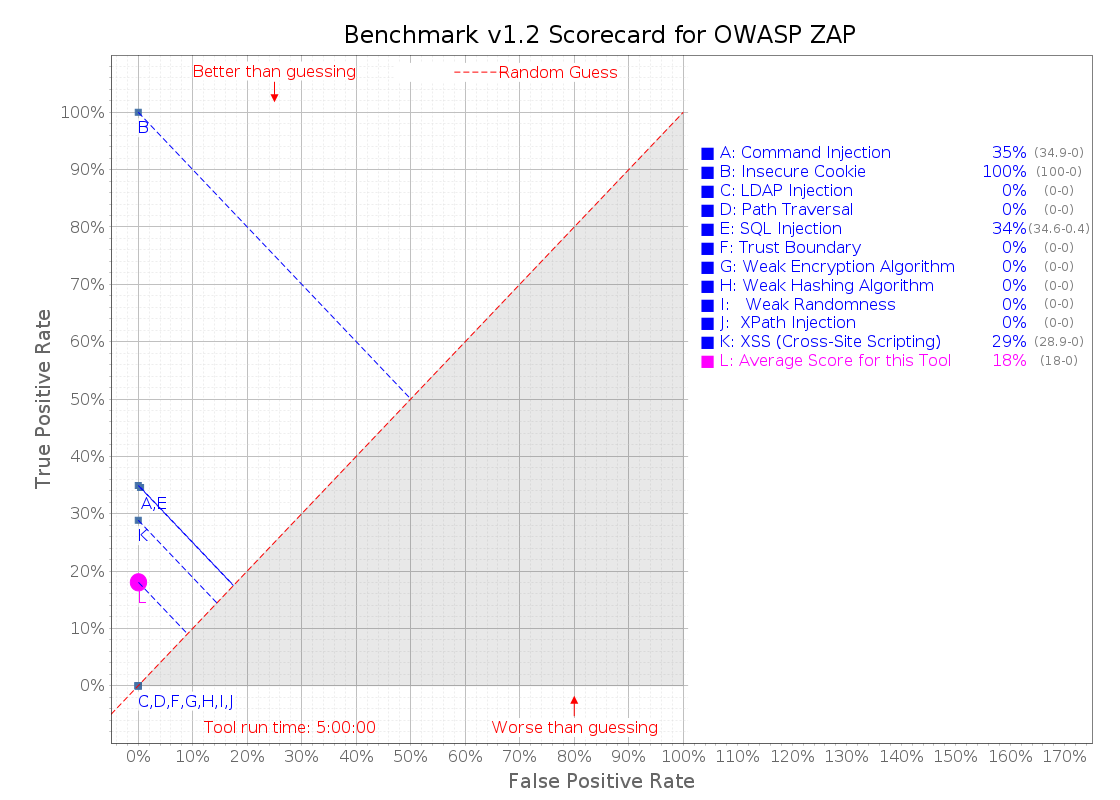 Benchmark v1.2 Scorecard for OWASP ZAP
Better than guessing
Random Guess
100%
90%
80%
70%
60%
50%
40%
30%
20%
10%
0%
True Positive Rate
B
A,E
K
L
C,D,F,G,H,I,J
Tool run time: 5:00:00
Worse than guessing
A: Command Injection 35% (34.9-0)
B: Insecure Cookie 100% (100-0)
C: LDAP Injection 0% (0-0)
D: Path Traversal 0% (0-0)
E: SQL Injection 34% (34.6-0.4)
F: Trust Boundary 0% (0-0)
G: Weak Encryption Algorithm 0% (0-0)
H: Weak Hashing Algorithm 0% (0-0)
I: Weak Randomness 0% (0-0)
J: XPath Injection 0% (0-0)
K: XSS (Cross-Site Scripting) 29% (28.9-0)
L: Average Score for this Tool 18% (18-0)
0% 10% 20% 30% 40% 50% 60% 70% 80% 90% 100% 110% 120% 130% 140% 150% 160% 170%
False Positive Rate